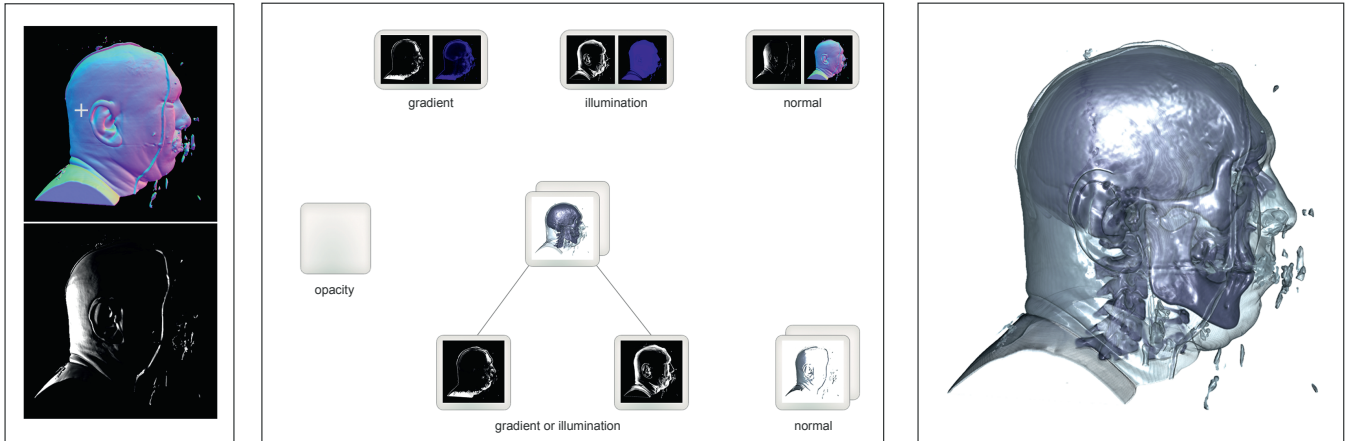 gradient
illumination
normal
opacity
gradient or illumination
normal